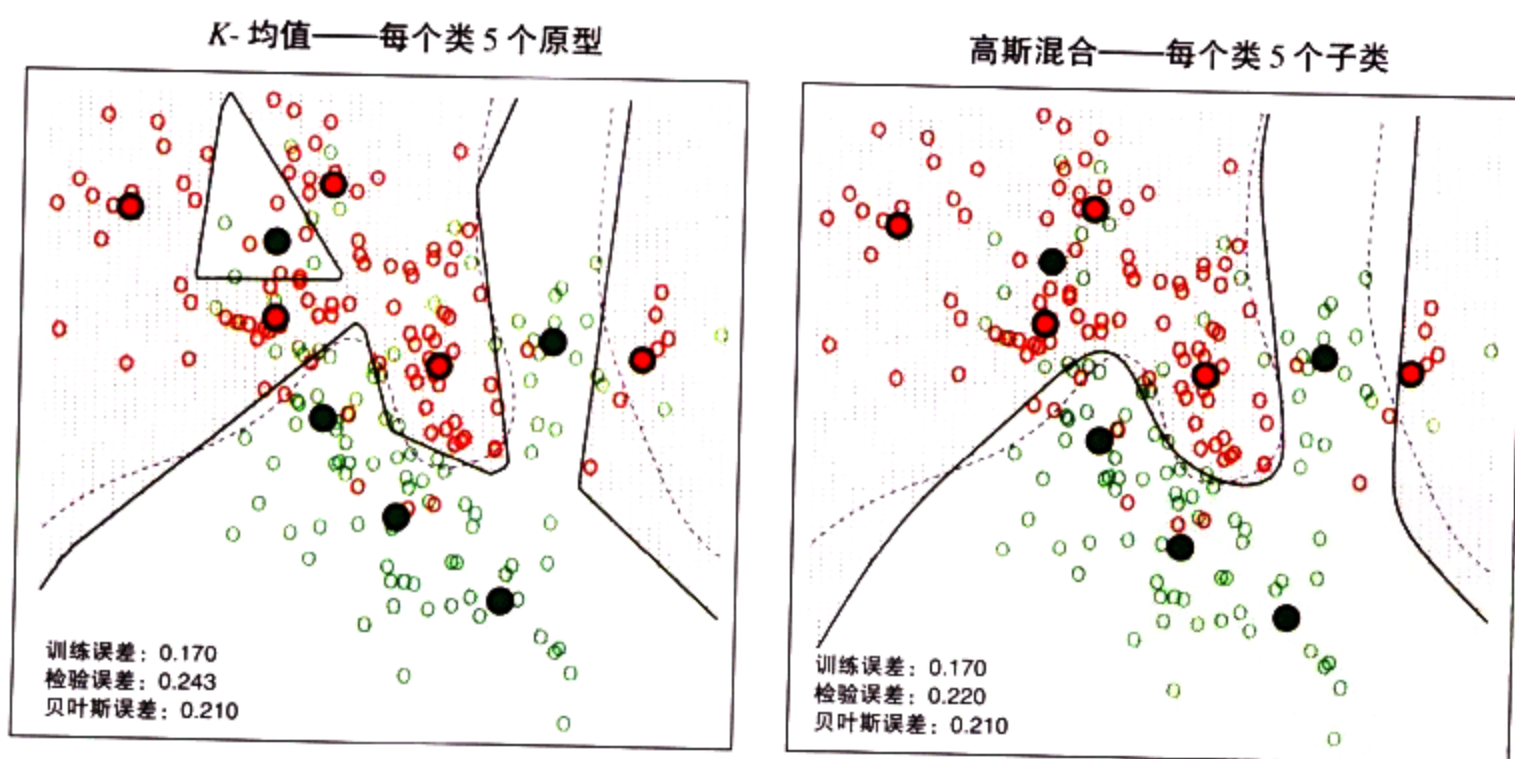 K-均值——每个类 5 个原型
训练误差：0.170
检验误差：0.243
贝叶斯误差：0.210
高斯混合——每个类 5 个子类
训练误差：0.170
检验误差：0.220
贝叶斯误差：0.210